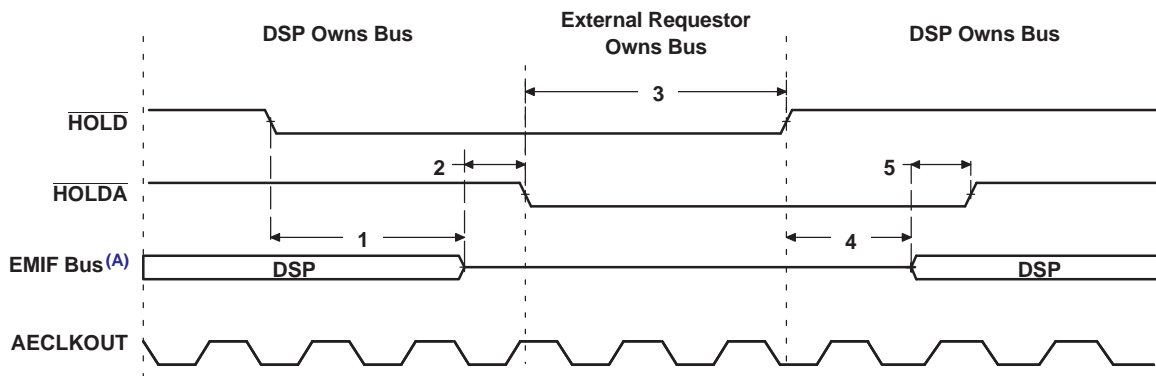 DSP Owns Bus
External Requestor
Owns Bus
DSP Owns Bus
3
HOLD
2
5
HOLDA
1
4
EMIF Bus(A)
DSP
DSP
AECLKOUT